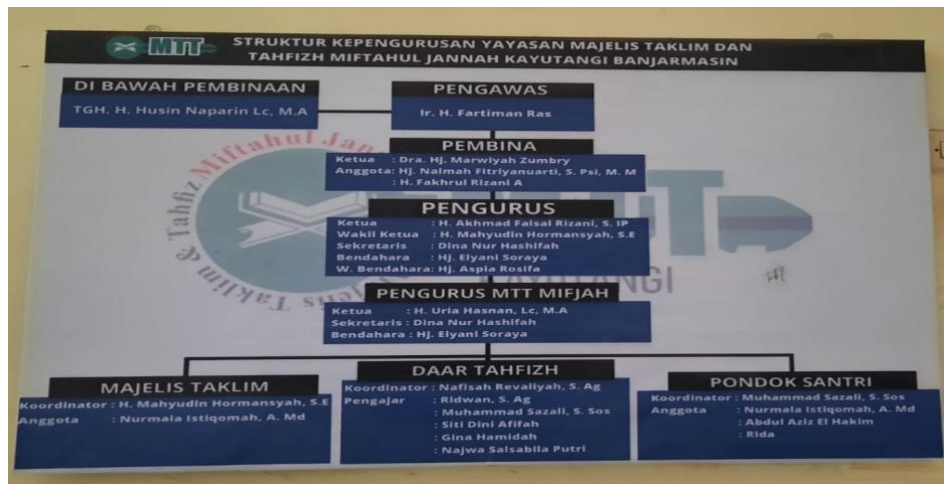 MTT
STRUKTUR KEPENGURUSAN YAYASAN MAJELIS TAKLIM DAN
TAHFIZH MIFTAHUL JANNAH KAYUTANGI BANJARMASIN
DI BAWAH PEMBINAAN
TGH. H. Husin Naparin Lc, M.A
PENGAWAS
Ir. H. Fartiman Ras
PEMBINA
Ketua : Dra. Hj. Marwiyah Zumbry
Anggota: Hj. Naimah Fitriyanuarti, S. Psi, M. M
: H. Fakhrul Rizani A
PENGURUS
Ketua : H. Akhmad Faisal Rizani, S. IP
Wakil Ketua : H. Mahyudin Hormansyah, S.E
Sekretaris : Dina Nur Hashifah
Bendahara : Hj. Elyani Soraya
W. Bendahara: Hj. Aspia Rosifa
PENGURUS MTT MIFJAH
Ketua : H. Uria Hasnan, Lc, M.A
Sekretaris : Dina Nur Hashifah
Bendahara : Hj. Elyani Soraya
MAJELIS TAKLIM
Koordinator : H. Mahyudin Hormansyah, S.E
Anggota : Nurmala Istiqomah, A. Md
DAAR TAHFIZH
Koordinator : Nafisah Revaliyah, S. Ag
Pengajar : Ridwan, S. Ag
: Muhammad Sazali, S. Sos
: Siti Dini Afifah
: Gina Hamidah
: Najwa Salsabila Putri
PONDOK SANTRI
Koordinator : Muhammad Sazali, S. Sos
Anggota : Nurmala Istiqomah, A. Md
: Abdul Aziz El Hakim
: Rida